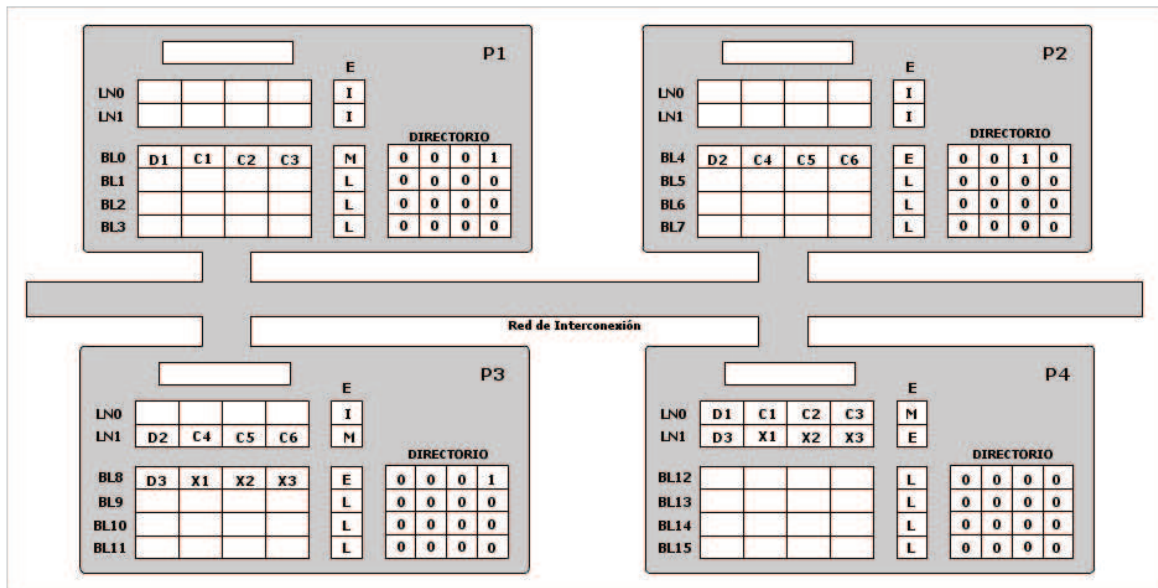 P1
E
LN0 I
LN1 I
DIRECTORIO
BL0 D1 C1 C2 C3 M 0 0 0 1
BL1 L 0 0 0 0
BL2 L 0 0 0 0
BL3 L 0 0 0 0
P2
E
LN0 I
LN1 I
DIRECTORIO
BL4 D2 C4 C5 C6 E 0 0 1 0
BL5 L 0 0 0 0
BL6 L 0 0 0 0
BL7 L 0 0 0 0
Red de Interconexión
P3
E
LN0 I
LN1 D2 C4 C5 C6 M
DIRECTORIO
BL8 D3 X1 X2 X3 E 0 0 0 1
BL9 L 0 0 0 0
BL10 L 0 0 0 0
BL11 L 0 0 0 0
P4
E
LN0 D1 C1 C2 C3 M
LN1 D3 X1 X2 X3 E
DIRECTORIO
BL12 L 0 0 0 0
BL13 L 0 0 0 0
BL14 L 0 0 0 0
BL15 L 0 0 0 0